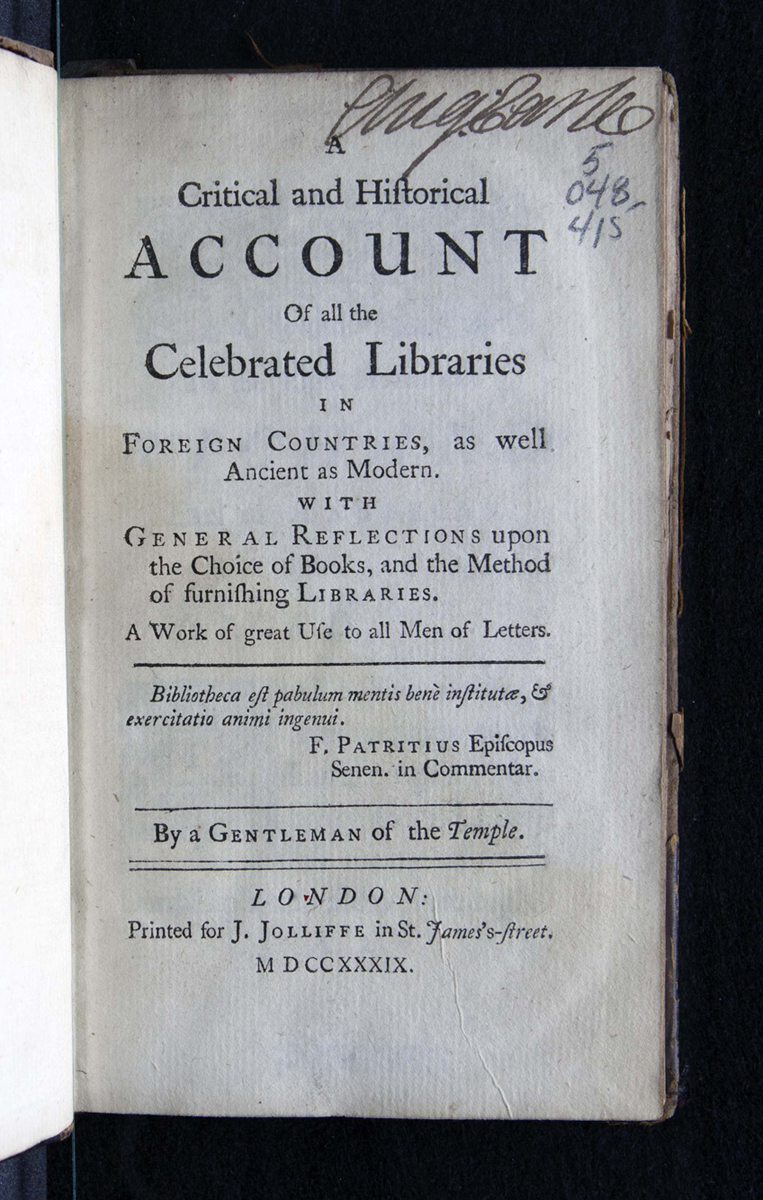 A
Critical and Hiſtorical
ACCOUNT
Of all the
Celebrated Libraries
IN
FOREIGN COUNTRIES, as well
Ancient as Modern.
WITH
GENERAL REFLECTIONS upon
the Choice of Books, and the Method
of furniſhing LIBRARIES.
A Work of great Uſe to all Men of Letters.
Bibliotheca eſt pabulum mentis benè inſtitutæ, &
exercitatio animi ingenui.
F. PATRITIUS Epiſcopus
Senen. in Commentar.
By a GENTLEMAN of the Temple.
LONDON:
Printed for J. JOLLIFFE in St. James's-ſtreet.
MDCCXXXIX.
5
048
415